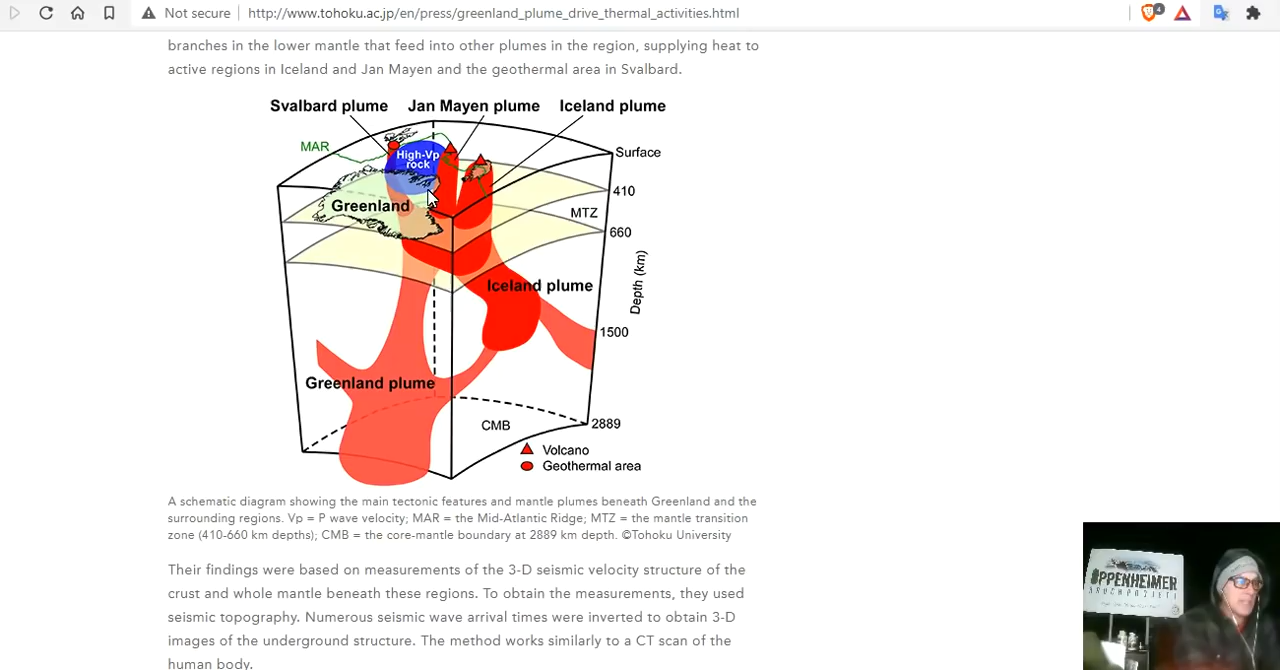 Not secure
http://www.tohoku.ac.jp/en/press/greenland_plume_drive_thermal_activities.html
4
branches in the lower mantle that feed into other plumes in the region, supplying heat to
active regions in Iceland and Jan Mayen and the geothermal area in Svalbard.
Svalbard plume
Jan Mayen plume
Iceland plume
MAR
High-Vp
rock
Surface
410
Greenland
MTZ
660
Depth (km)
Iceland plume
1500
Greenland plume
CMB
2889
Volcano
Geothermal area
A schematic diagram showing the main tectonic features and mantle plumes beneath Greenland and the
surrounding regions. Vp = P wave velocity; MAR = the Mid-Atlantic Ridge; MTZ = the mantle transition
zone (410-660 km depths); CMB = the core-mantle boundary at 2889 km depth. ©Tohoku University
Their findings were based on measurements of the 3-D seismic velocity structure of the
crust and whole mantle beneath these regions. To obtain the measurements, they used
seismic topography. Numerous seismic wave arrival times were inverted to obtain 3-D
images of the underground structure. The method works similarly to a CT scan of the
human body.
PPENHEIMER